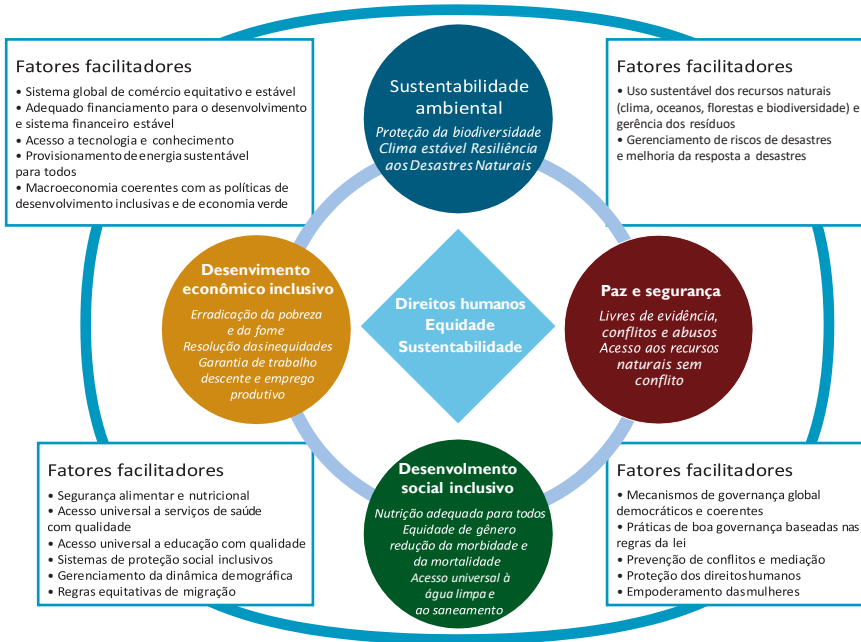 Fatores facilitadores
• Sistema global de comércio equitativo e estável
• Adequado financiamento para o desenvolvimento
e sistema financeiro estável
• Acesso a tecnologia e conhecimento
• Provisionamento de energia sustentável
para todos
• Macroeconomia coerentes com as políticas de
desenvolvimento inclusivas e de economia verde
Sustentabilidade
ambiental
Proteção da biodiversidade
Clima estável Resiliência
aos Desastres Naturais
Fatores facilitadores
• Uso sustentável dos recursos naturais
(clima, oceanos, florestas e biodiversidade) e
gerência dos resíduos
• Gerenciamento de riscos de desastres
e melhoria da resposta a desastres
Desenvimento
econômico inclusivo
Erradicação da pobreza
e da fome
Resolução das inequidades
Garantia de trabalho
descente e emprego
produtivo
Direitos humanos
Equidade
Sustentabilidade
Paz e segurança
Livres de evidência,
conflitos e abusos
Acesso aos recursos
naturais sem
conflito
Fatores facilitadores
• Segurança alimentar e nutricional
• Acesso universal a serviços de saúde
com qualidade
• Acesso universal a educação com qualidade
• Sistemas de proteção social inclusivos
• Gerenciamento da dinâmica demográfica
• Regras equitativas de migração
Desenvolmento
social inclusivo
Nutrição adequada para todos
Equidade de gênero
redução da morbidade e
da mortalidade
Acesso universal à
água limpa e
ao saneamento
Fatores facilitadores
• Mecanismos de governança global
democráticos e coerentes
• Práticas de boa governança baseadas nas
regras da lei
• Prevenção de conflitos e mediação
• Proteção dos direitos humanos
• Empoderamento das mulheres